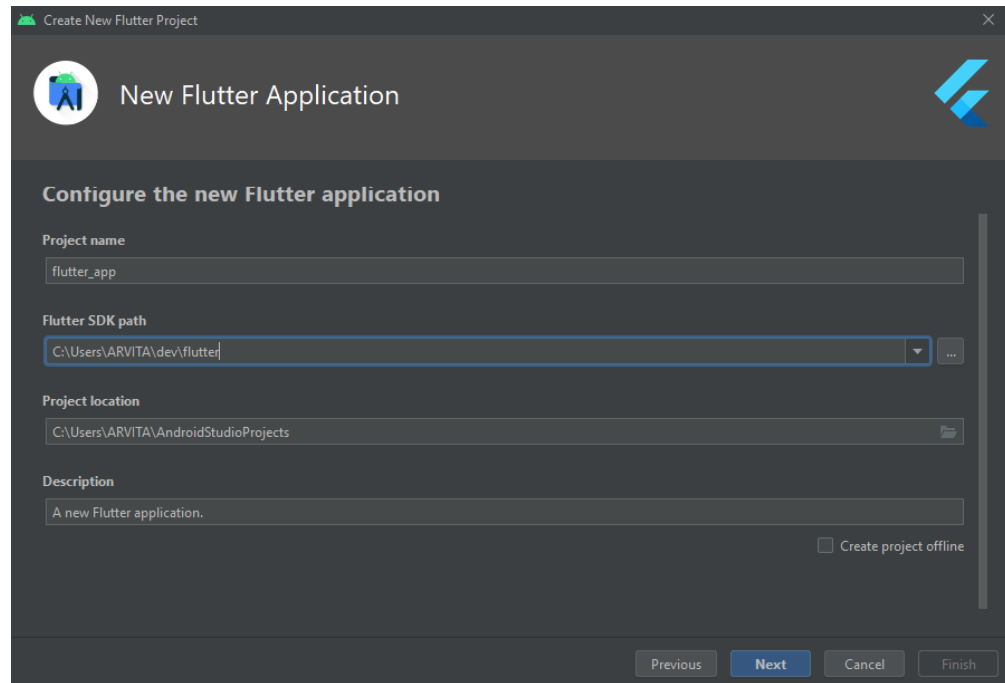 Create New Flutter Project
New Flutter Application
Configure the new Flutter application
Project name
flutter_app
Flutter SDK path
C:\Users\ARVITA\dev\flutter
...
Project location
C:\Users\ARVITA\AndroidStudioProjects
Description
A new Flutter application.
Create project offline
Previous Next Cancel Finish